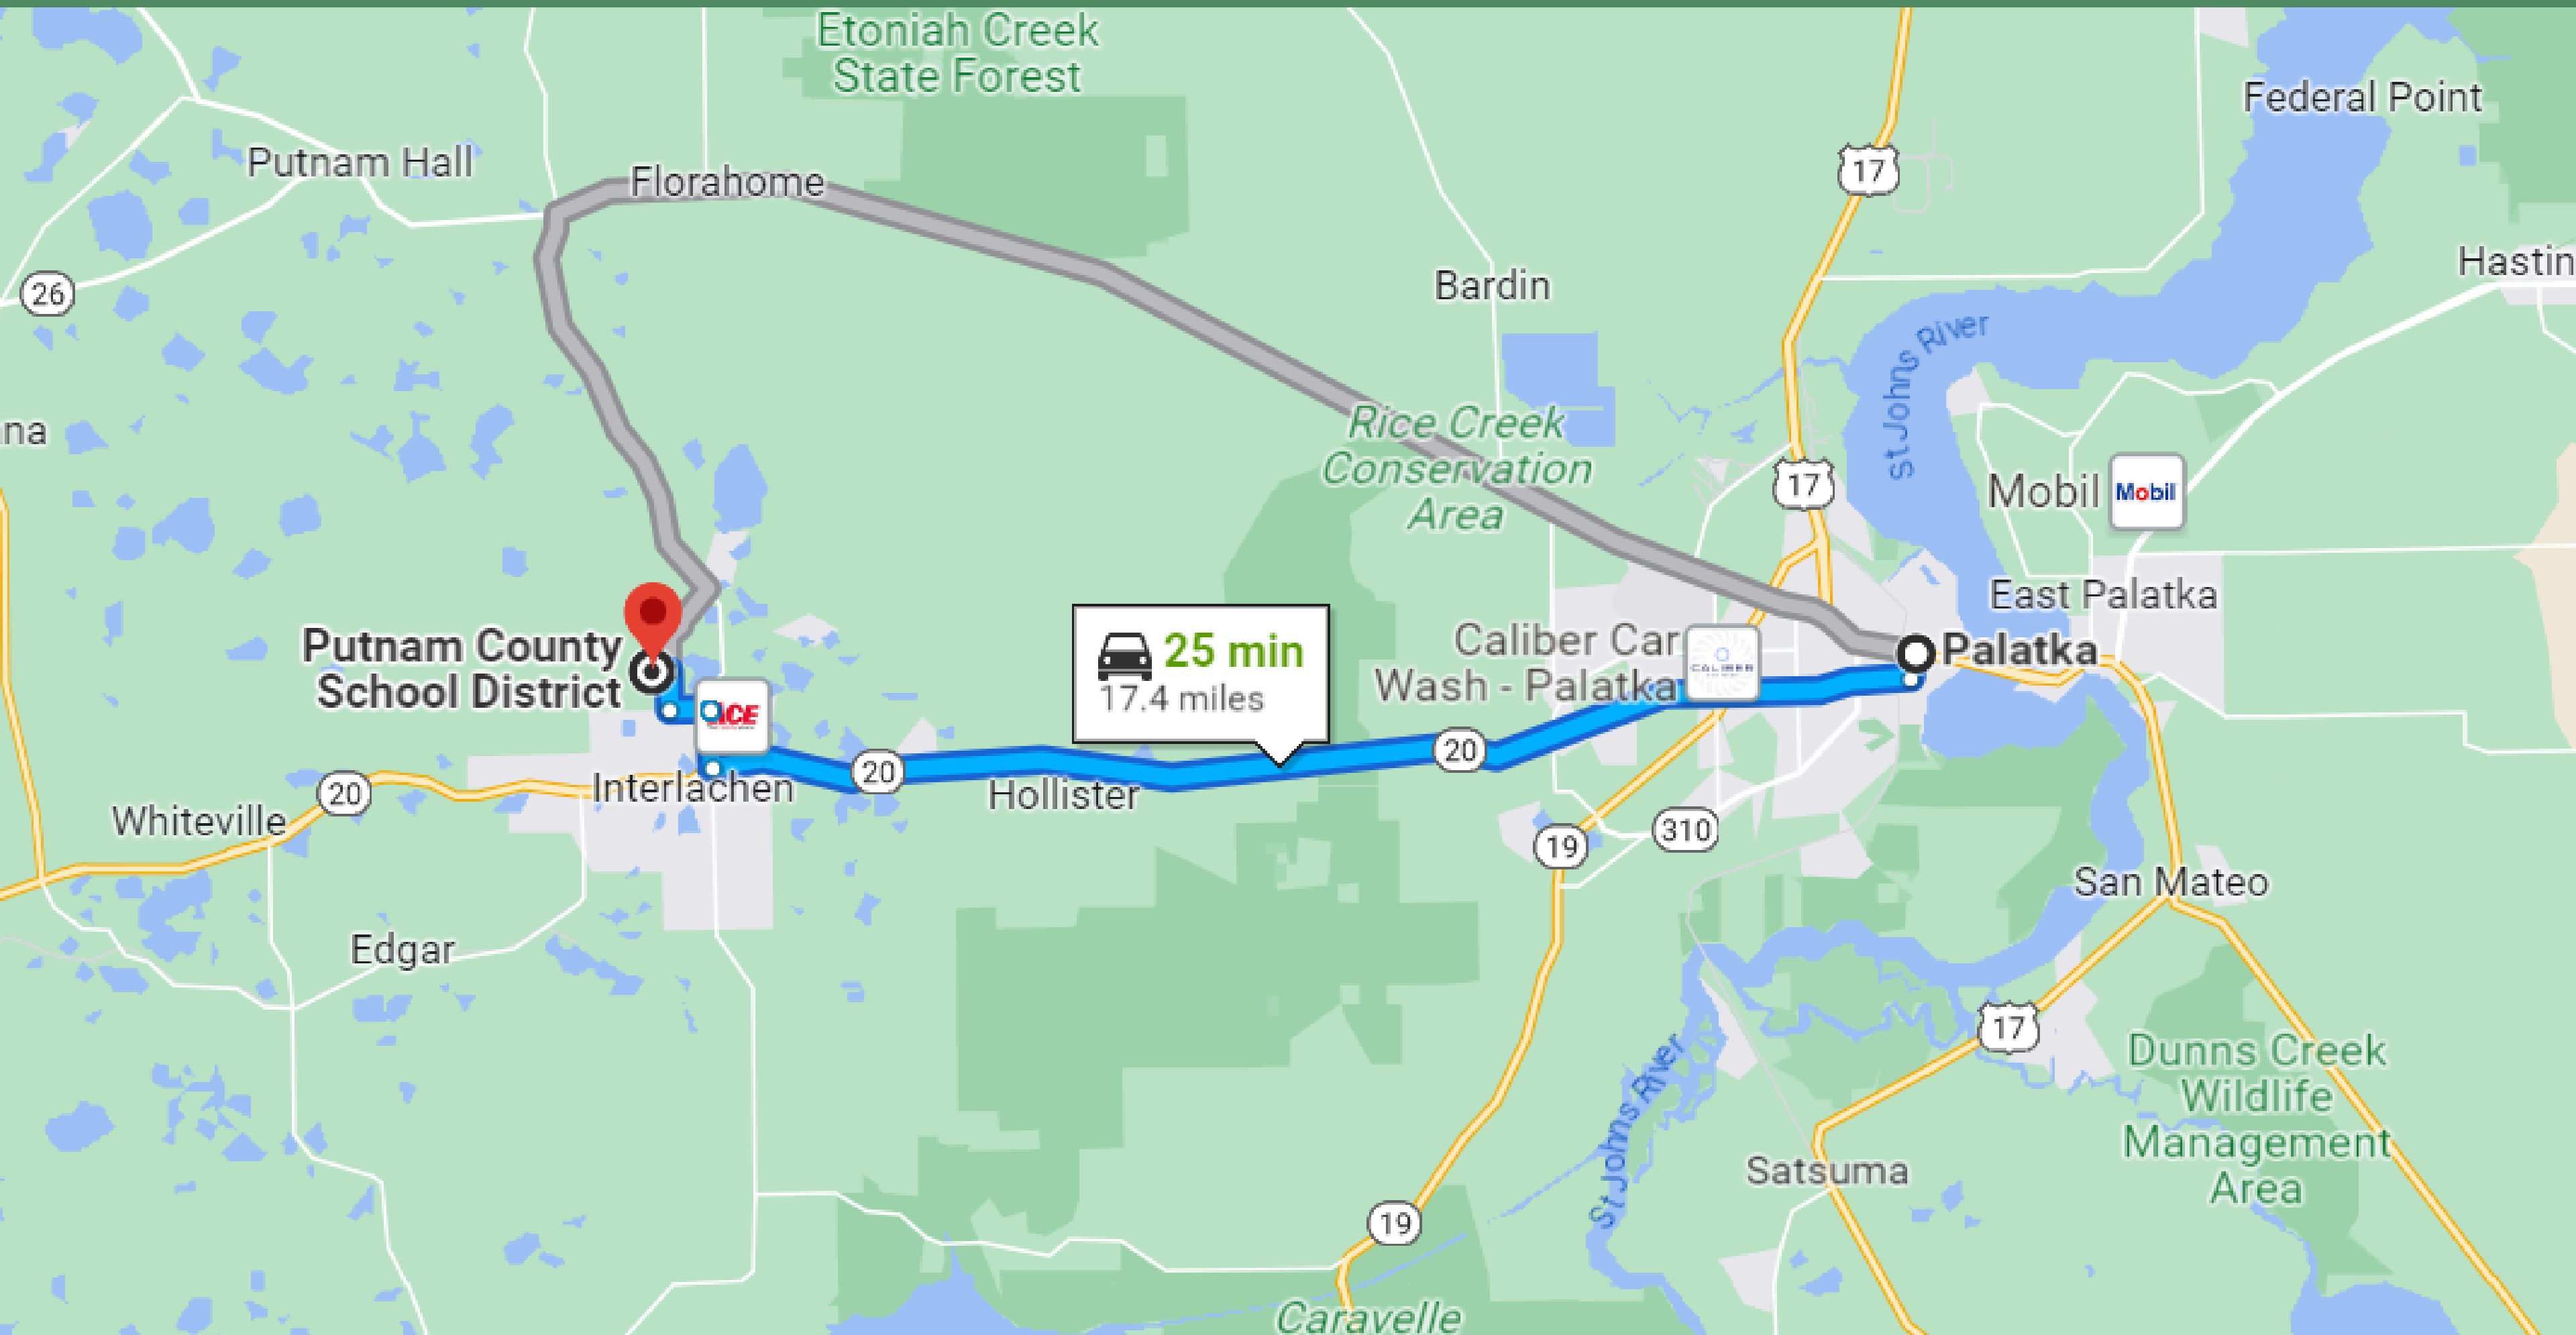 Etoniah Creek
State Forest
Federal Point
Putnam Hall
Florahome
17
Hastin
26
Bardin
St Johns River
Rice Creek
Conservation
Area
na
17
Mobil
Mobil
East Palatka
Putnam County
School District
25 min
17.4 miles
Caliber Car
Wash - Palatka
CALIBER
Palatka
ACE
20
20
20
Interlachen
Hollister
Whiteville
19
310
San Mateo
Edgar
17
St Johns River
Dunns Creek
Wildlife
Management
Area
Satsuma
19
Caravelle